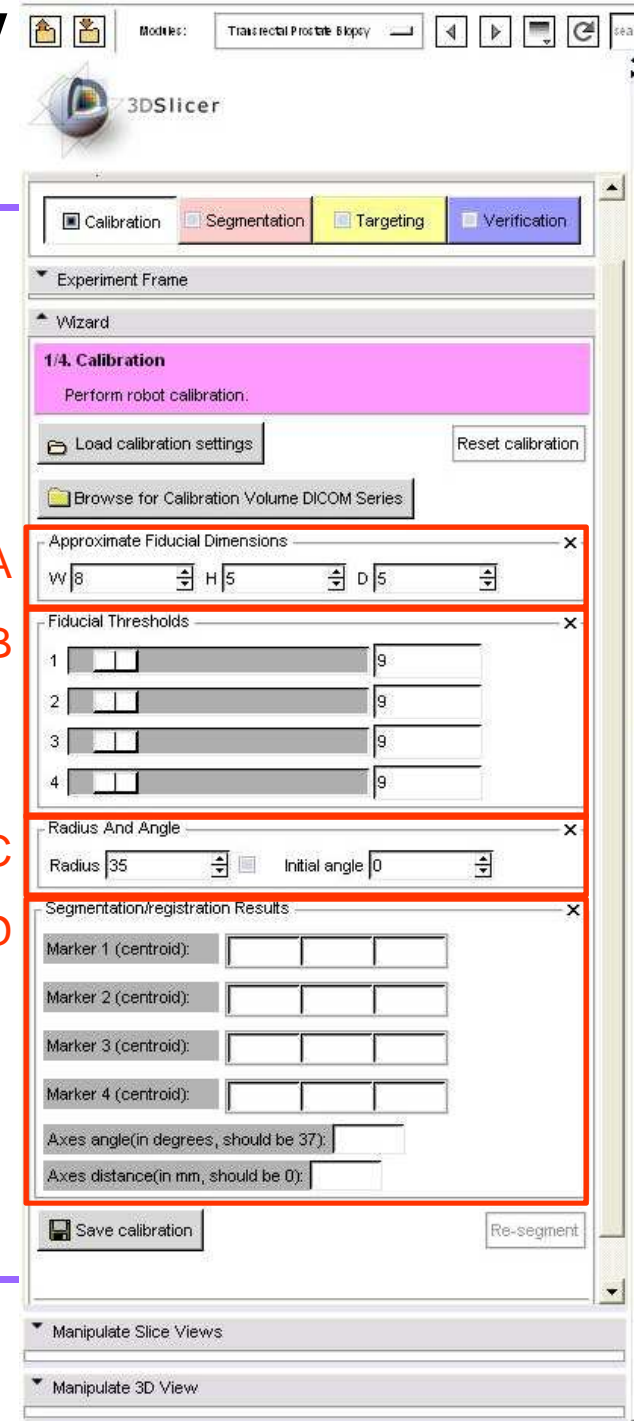 Modules: Transrectal Prostate Biopsy sea
3DSlicer
Calibration Segmentation Targeting Verification
Experiment Frame
Wizard
1/4. Calibration
Perform robot calibration.
Load calibration settings Reset calibration
Browse for Calibration Volume DICOM Series
A
Approximate Fiducial Dimensions
W 8 H 5 D 5
B
Fiducial Thresholds
1 9
2 9
3 9
4 9
C
Radius And Angle
Radius 35 Initial angle 0
D
Segmentation/registration Results
Marker 1 (centroid):
Marker 2 (centroid):
Marker 3 (centroid):
Marker 4 (centroid):
Axes angle(in degrees, should be 37):
Axes distance(in mm, should be 0):
Save calibration Re-segment
Manipulate Slice Views
Manipulate 3D View